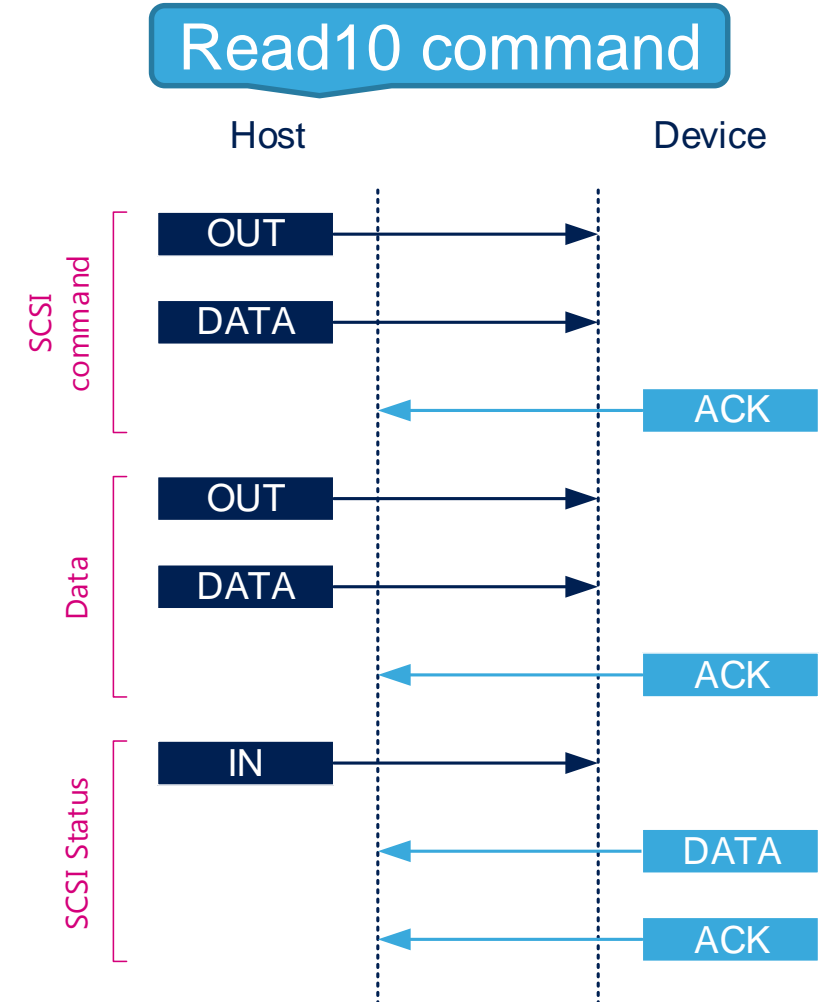 Read10 command
Host Device
SCSI
command
OUT
DATA
ACK
Data
OUT
DATA
ACK
SCSI Status
IN
DATA
ACK